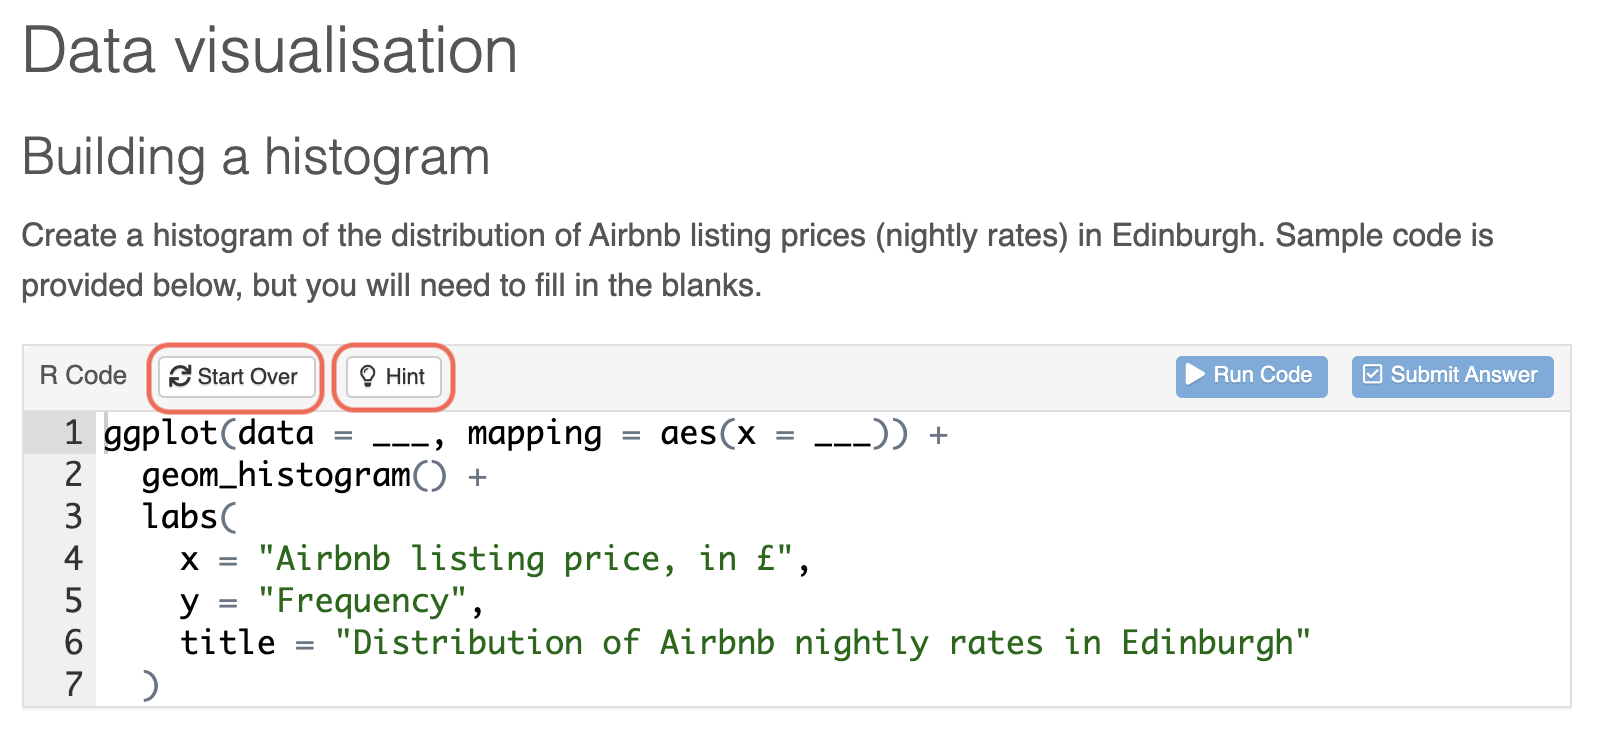 Data visualisation
Building a histogram
Create a histogram of the distribution of Airbnb listing prices (nightly rates) in Edinburgh. Sample code is
provided below, but you will need to fill in the blanks.
R Code Start Over Hint Run Code Submit Answer
1 ggplot(data = ___, mapping = aes(x = ___)) +
2   geom_histogram() +
3   labs(
4     x = "Airbnb listing price, in £",
5     y = "Frequency",
6     title = "Distribution of Airbnb nightly rates in Edinburgh"
7   )